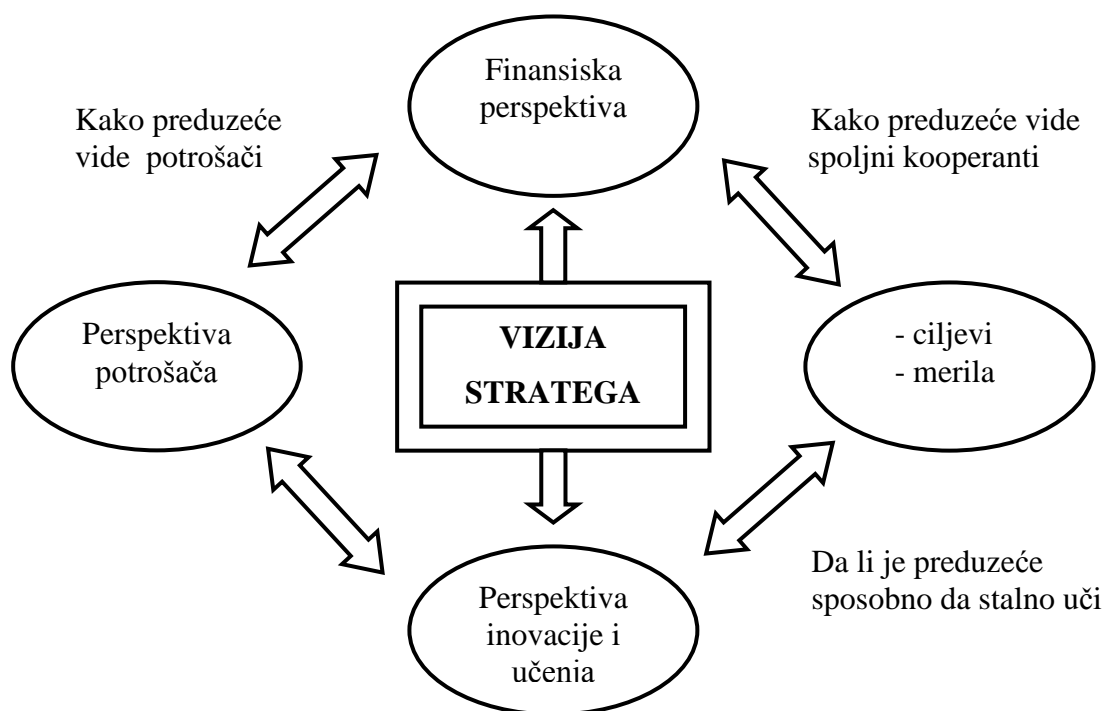 Finansiska
perspektiva
Kako preduzeće
vide potrošači
Kako preduzeće vide
spoljni kooperanti
Perspektiva
potrošača
VIZIJA
STRATEGA
- ciljevi
- merila
Da li je preduzeće
sposobno da stalno uči
Perspektiva
inovacije i
učenja